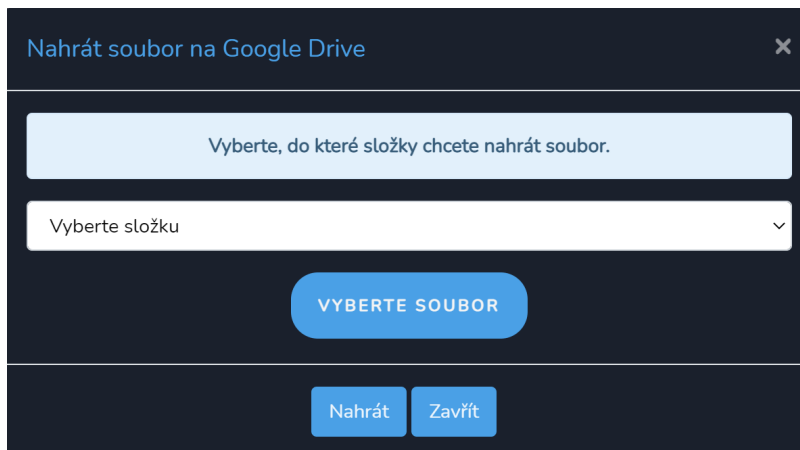 Nahrát soubor na Google Drive
Vyberte, do které složky chcete nahrát soubor.
Vyberte složku
VYBERTE SOUBOR
Nahrát
Zavřít